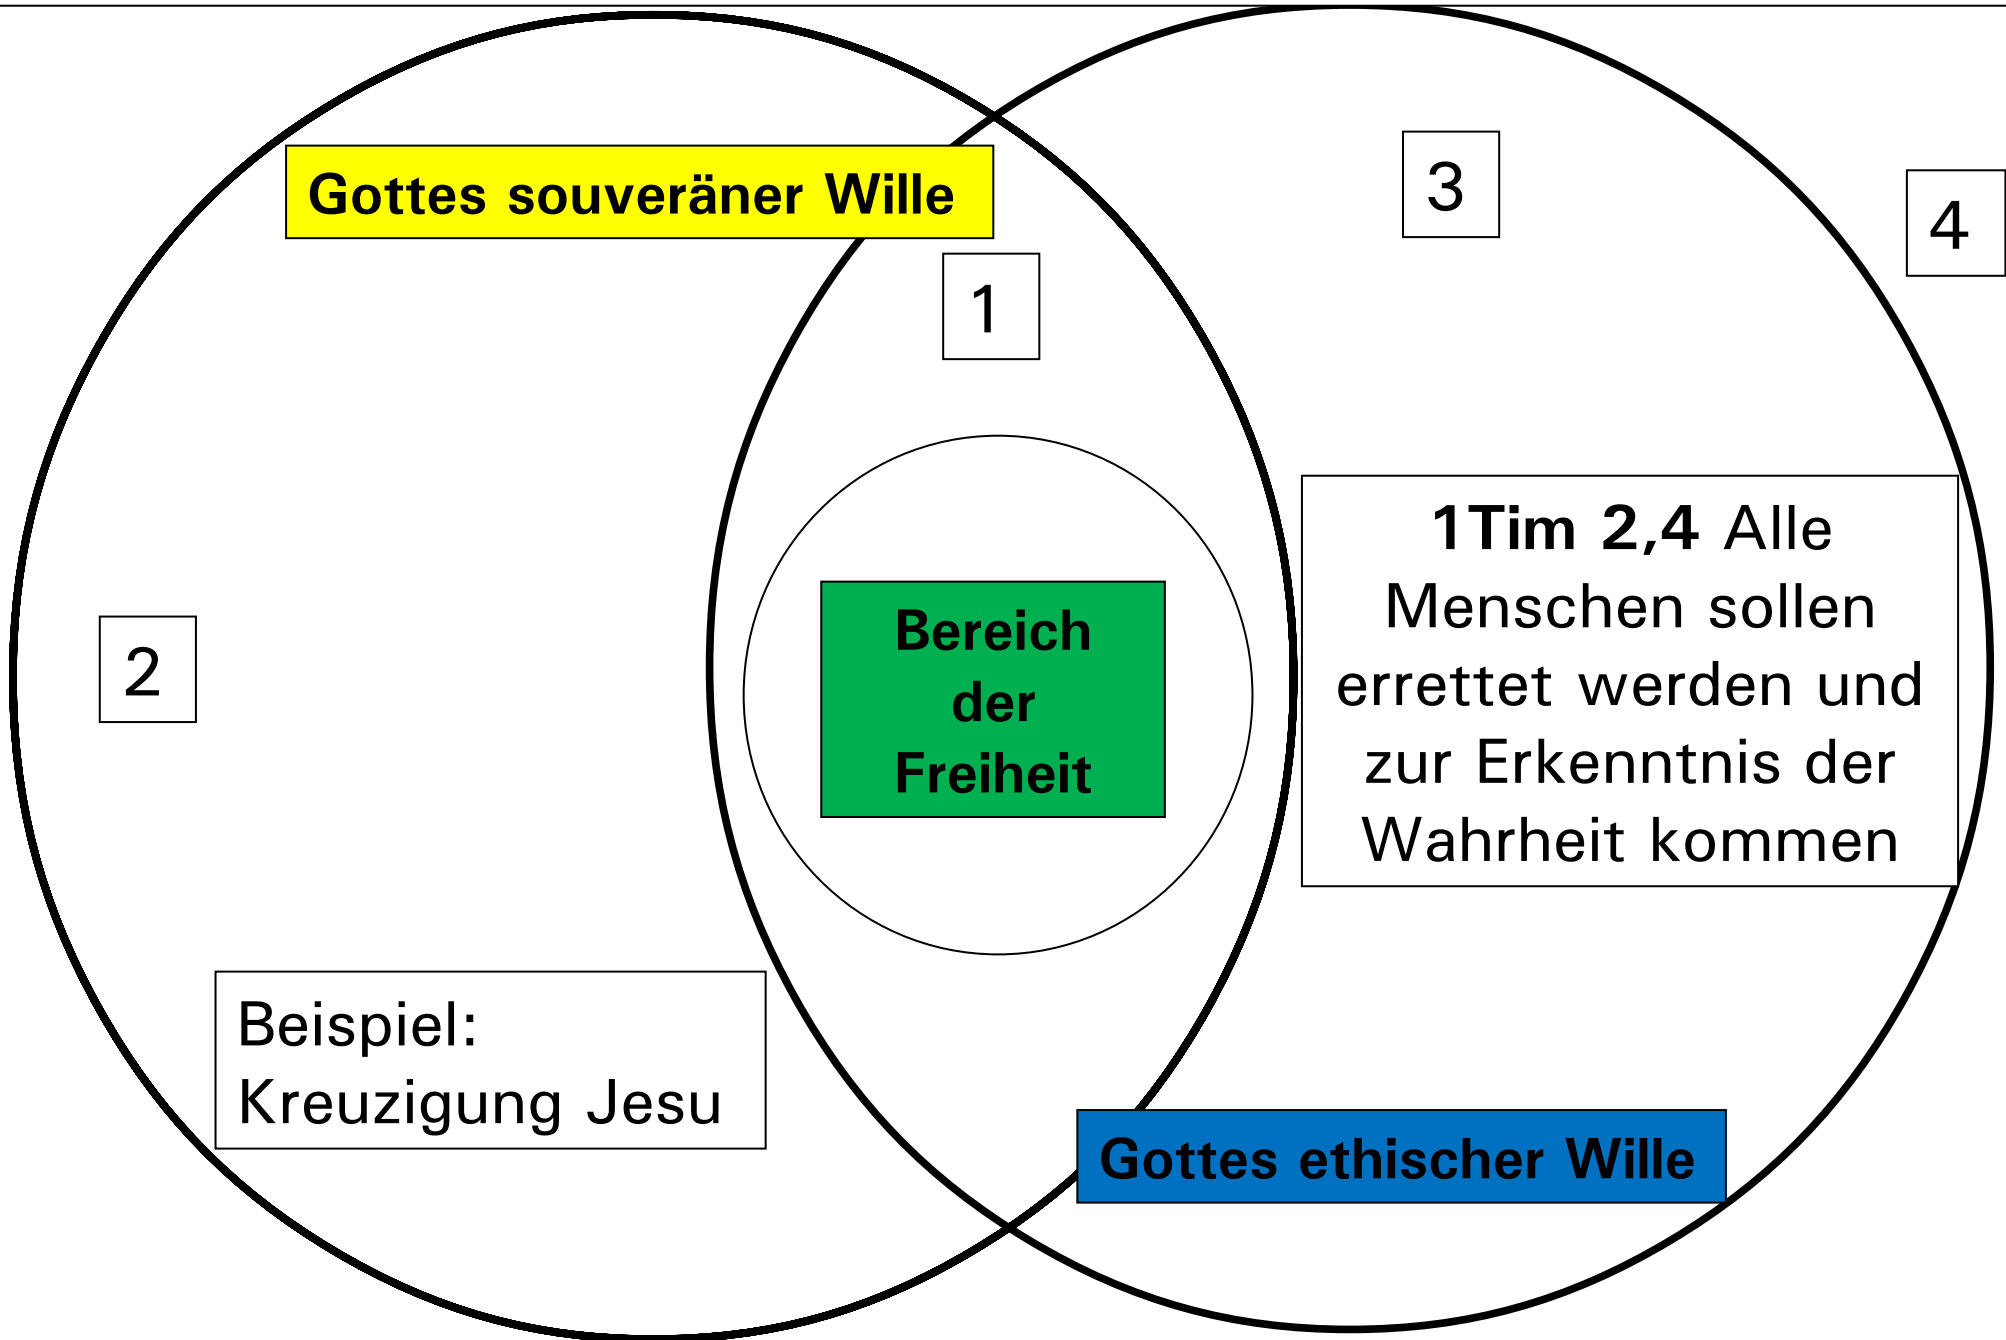 Gottes souveräner Wille
3
4
1
1Tim 2,4 Alle
Menschen sollen
errettet werden und
zur Erkenntnis der
Wahrheit kommen
Bereich
der
Freiheit
2
Beispiel:
Kreuzigung Jesu
Gottes ethischer Wille